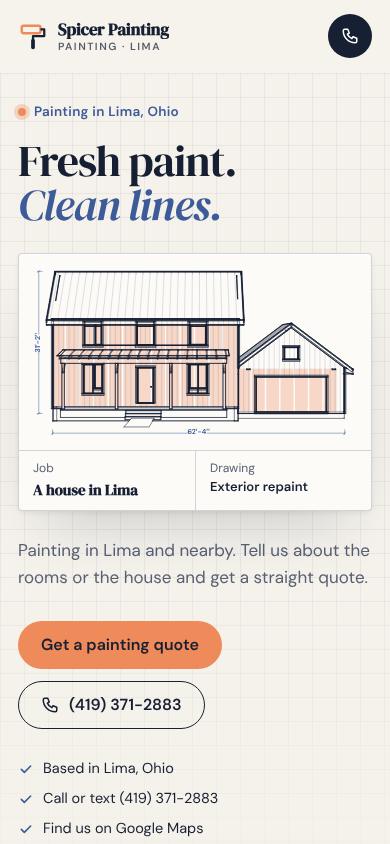 Spicer Painting
PAINTING · LIMA
Painting in Lima, Ohio
Fresh paint.
Clean lines.
31'-2"
62'-4"
Job
A house in Lima
Drawing
Exterior repaint
Painting in Lima and nearby. Tell us about the
rooms or the house and get a straight quote.
Get a painting quote
(419) 371-2883
Based in Lima, Ohio
Call or text (419) 371-2883
Find us on Google Maps